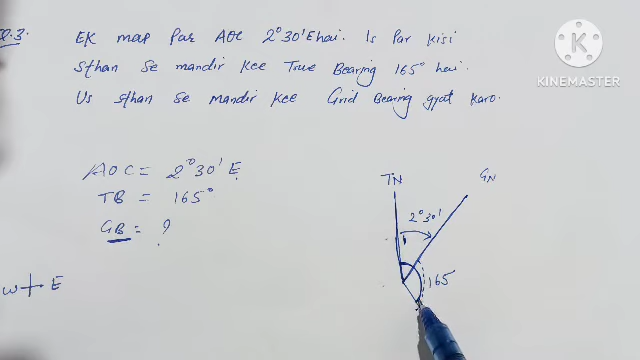 Q.3. EK map Par AOC 2°30'E hai. Is Par Kisi
Sthan Se mandir Kee True Bearing 165° hai.
Us Sthan Se mandir Kee Grid Bearing gyat Karo.
KINEMASTER
AOC = 2°30' E
TB = 165°
GB = ?
W E
TN GN
2°30'
165